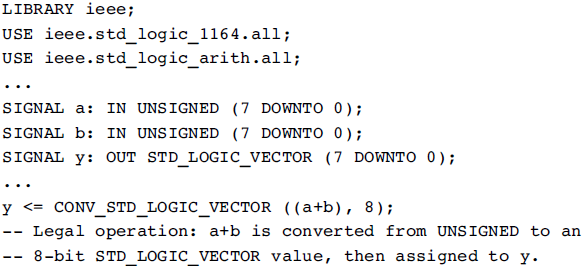 LIBRARY ieee;
USE ieee.std_logic_1164.all;
USE ieee.std_logic_arith.all;
...
SIGNAL a: IN UNSIGNED (7 DOWNTO 0);
SIGNAL b: IN UNSIGNED (7 DOWNTO 0);
SIGNAL y: OUT STD_LOGIC_VECTOR (7 DOWNTO 0);
...
y <= CONV_STD_LOGIC_VECTOR ((a+b), 8);
-- Legal operation: a+b is converted from UNSIGNED to an
-- 8-bit STD_LOGIC_VECTOR value, then assigned to y.